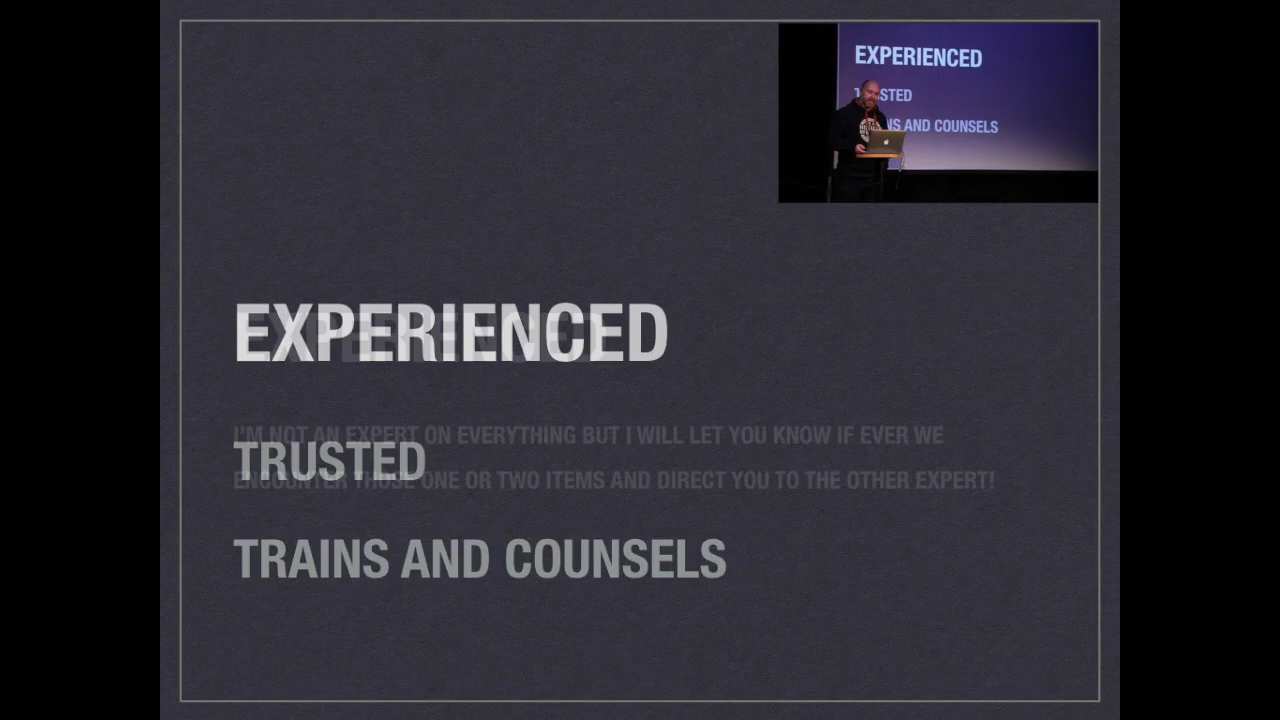 EXPERIENCED
TRUSTED
AND COUNSELS
EXPERIENCED
EXPERIENCED
I'M NOT AN EXPERT ON EVERYTHING BUT I WILL LET YOU KNOW IF EVER WE
TRUSTED
ENCOUNTER THOSE ONE OR TWO ITEMS AND DIRECT YOU TO THE OTHER EXPERT!
TRAINS AND COUNSELS